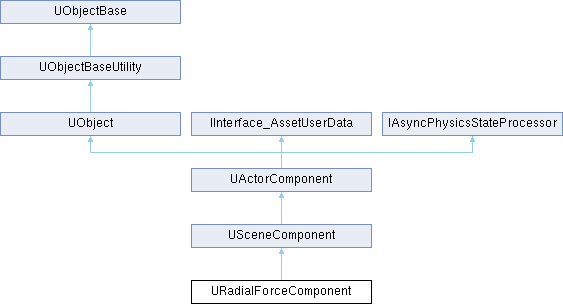 UObjectBase
UObjectBaseUtility
UObject
IInterface_AssetUserData
IAsyncPhysicsStateProcessor
UActorComponent
USceneComponent
URadialForceComponent